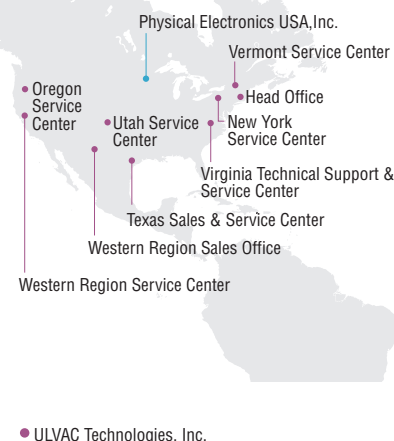 Physical Electronics USA,Inc.
Vermont Service Center
Oregon
Service
Center
Head Office
Utah Service
Center
New York
Service Center
Virginia Technical Support &
Service Center
Texas Sales & Service Center
Western Region Sales Office
Western Region Service Center
ULVAC Technologies, Inc.